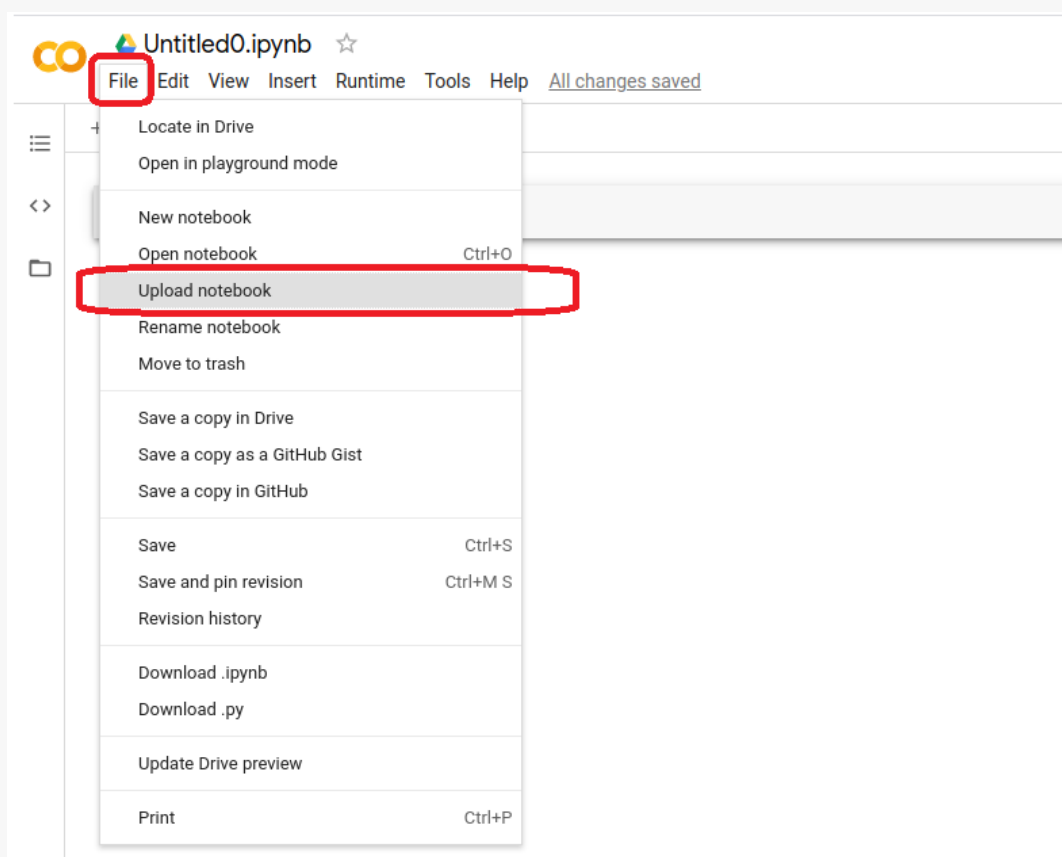 Untitled0.ipynb
File Edit View Insert Runtime Tools Help All changes saved
Locate in Drive
Open in playground mode
New notebook
Open notebook Ctrl+O
Upload notebook
Rename notebook
Move to trash
Save a copy in Drive
Save a copy as a GitHub Gist
Save a copy in GitHub
Save Ctrl+S
Save and pin revision Ctrl+M S
Revision history
Download .ipynb
Download .py
Update Drive preview
Print Ctrl+P